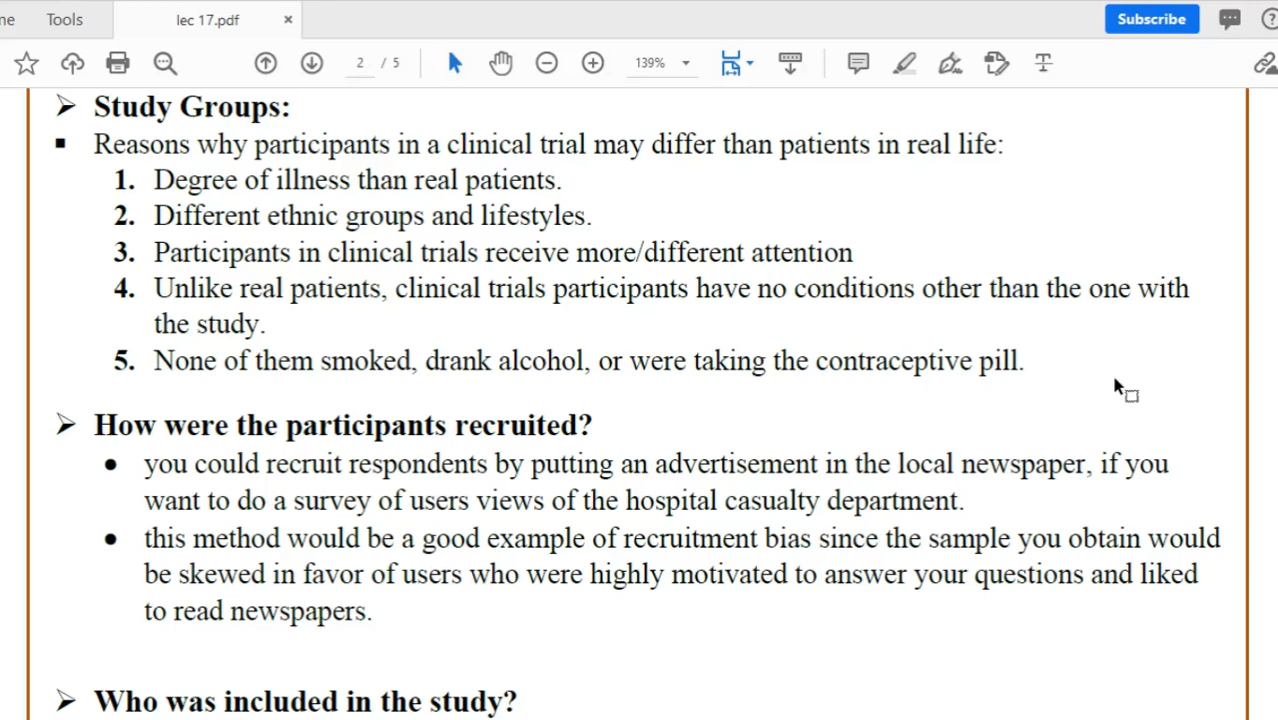 me Tools lec 17.pdf × Subscribe
2 / 5 139%
➢ Study Groups:
▪ Reasons why participants in a clinical trial may differ than patients in real life:
1. Degree of illness than real patients.
2. Different ethnic groups and lifestyles.
3. Participants in clinical trials receive more/different attention
4. Unlike real patients, clinical trials participants have no conditions other than the one with
the study.
5. None of them smoked, drank alcohol, or were taking the contraceptive pill.
➢ How were the participants recruited?
● you could recruit respondents by putting an advertisement in the local newspaper, if you
want to do a survey of users views of the hospital casualty department.
● this method would be a good example of recruitment bias since the sample you obtain would
be skewed in favor of users who were highly motivated to answer your questions and liked
to read newspapers.
➢ Who was included in the study?